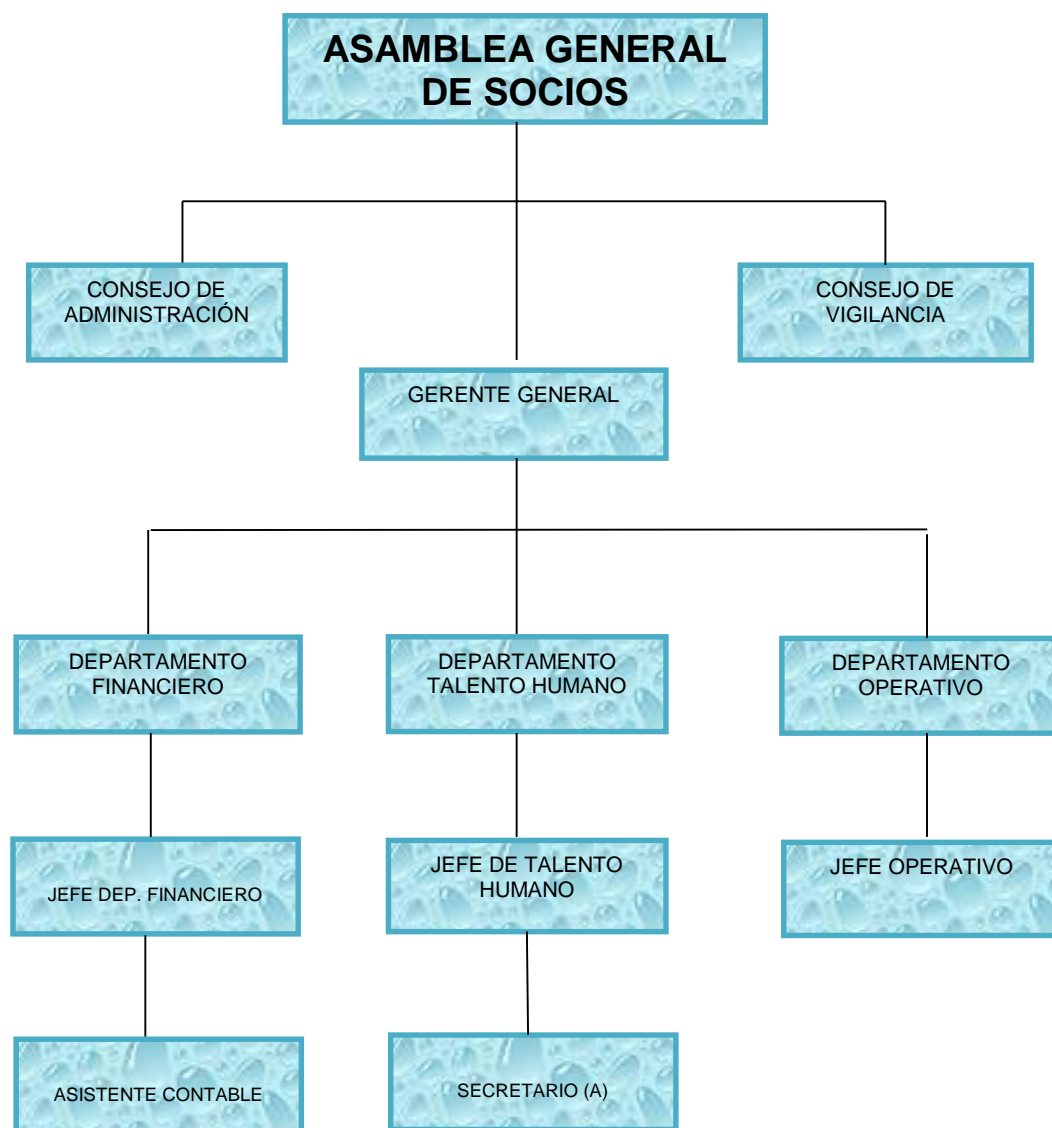 ASAMBLEA GENERAL
DE SOCIOS
CONSEJO DE
ADMINISTRACIÓN
CONSEJO DE
VIGILANCIA
GERENTE GENERAL
DEPARTAMENTO
FINANCIERO
DEPARTAMENTO
TALENTO HUMANO
DEPARTAMENTO
OPERATIVO
JEFE DEP. FINANCIERO
JEFE DE TALENTO
HUMANO
JEFE OPERATIVO
ASISTENTE CONTABLE
SECRETARIO (A)